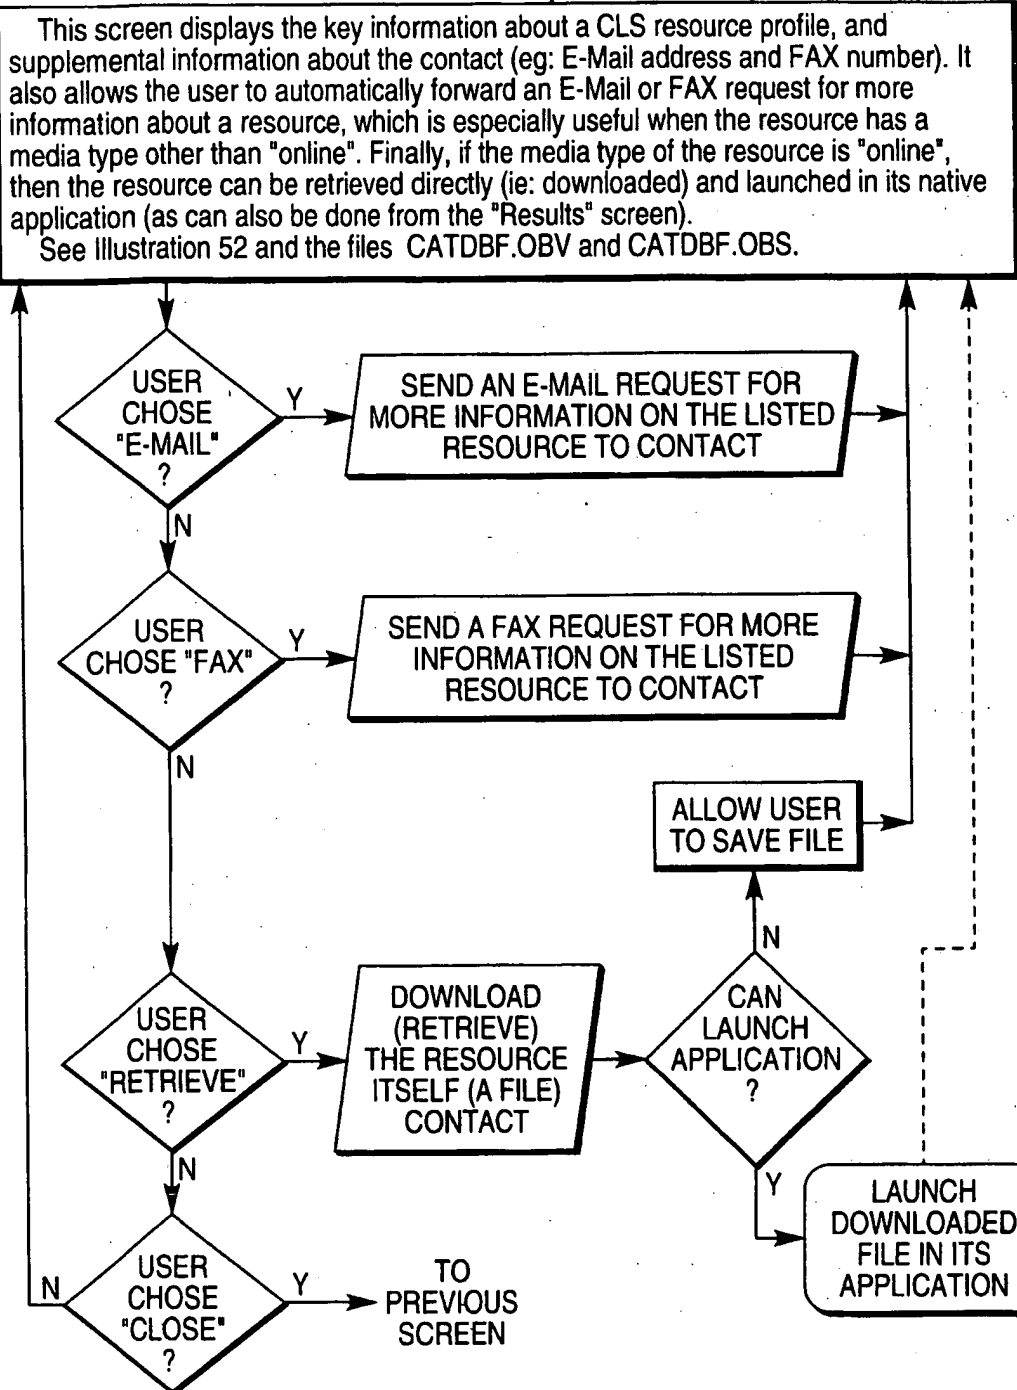 This screen displays the key information about a CLS resource profile, and
supplemental information about the contact (eg: E-Mail address and FAX number). It
also allows the user to automatically forward an E-Mail or FAX request for more
information about a resource, which is especially useful when the resource has a
media type other than "online". Finally, if the media type of the resource is "online",
then the resource can be retrieved directly (ie: downloaded) and launched in its native
application (as can also be done from the "Results" screen).
See Illustration 52 and the files CATDBF.OBV and CATDBF.OBS.
USER
CHOSE
"E-MAIL"
?
Y
SEND AN E-MAIL REQUEST FOR
MORE INFORMATION ON THE LISTED
RESOURCE TO CONTACT
N
USER
CHOSE "FAX"
?
Y
SEND A FAX REQUEST FOR MORE
INFORMATION ON THE LISTED
RESOURCE TO CONTACT
N
ALLOW USER
TO SAVE FILE
N
USER
CHOSE
"RETRIEVE"
?
Y
DOWNLOAD
(RETRIEVE)
THE RESOURCE
ITSELF (A FILE)
CONTACT
CAN
LAUNCH
APPLICATION
?
N
Y
LAUNCH
DOWNLOADED
FILE IN ITS
APPLICATION
N
USER
CHOSE
"CLOSE"
?
Y
TO
PREVIOUS
SCREEN